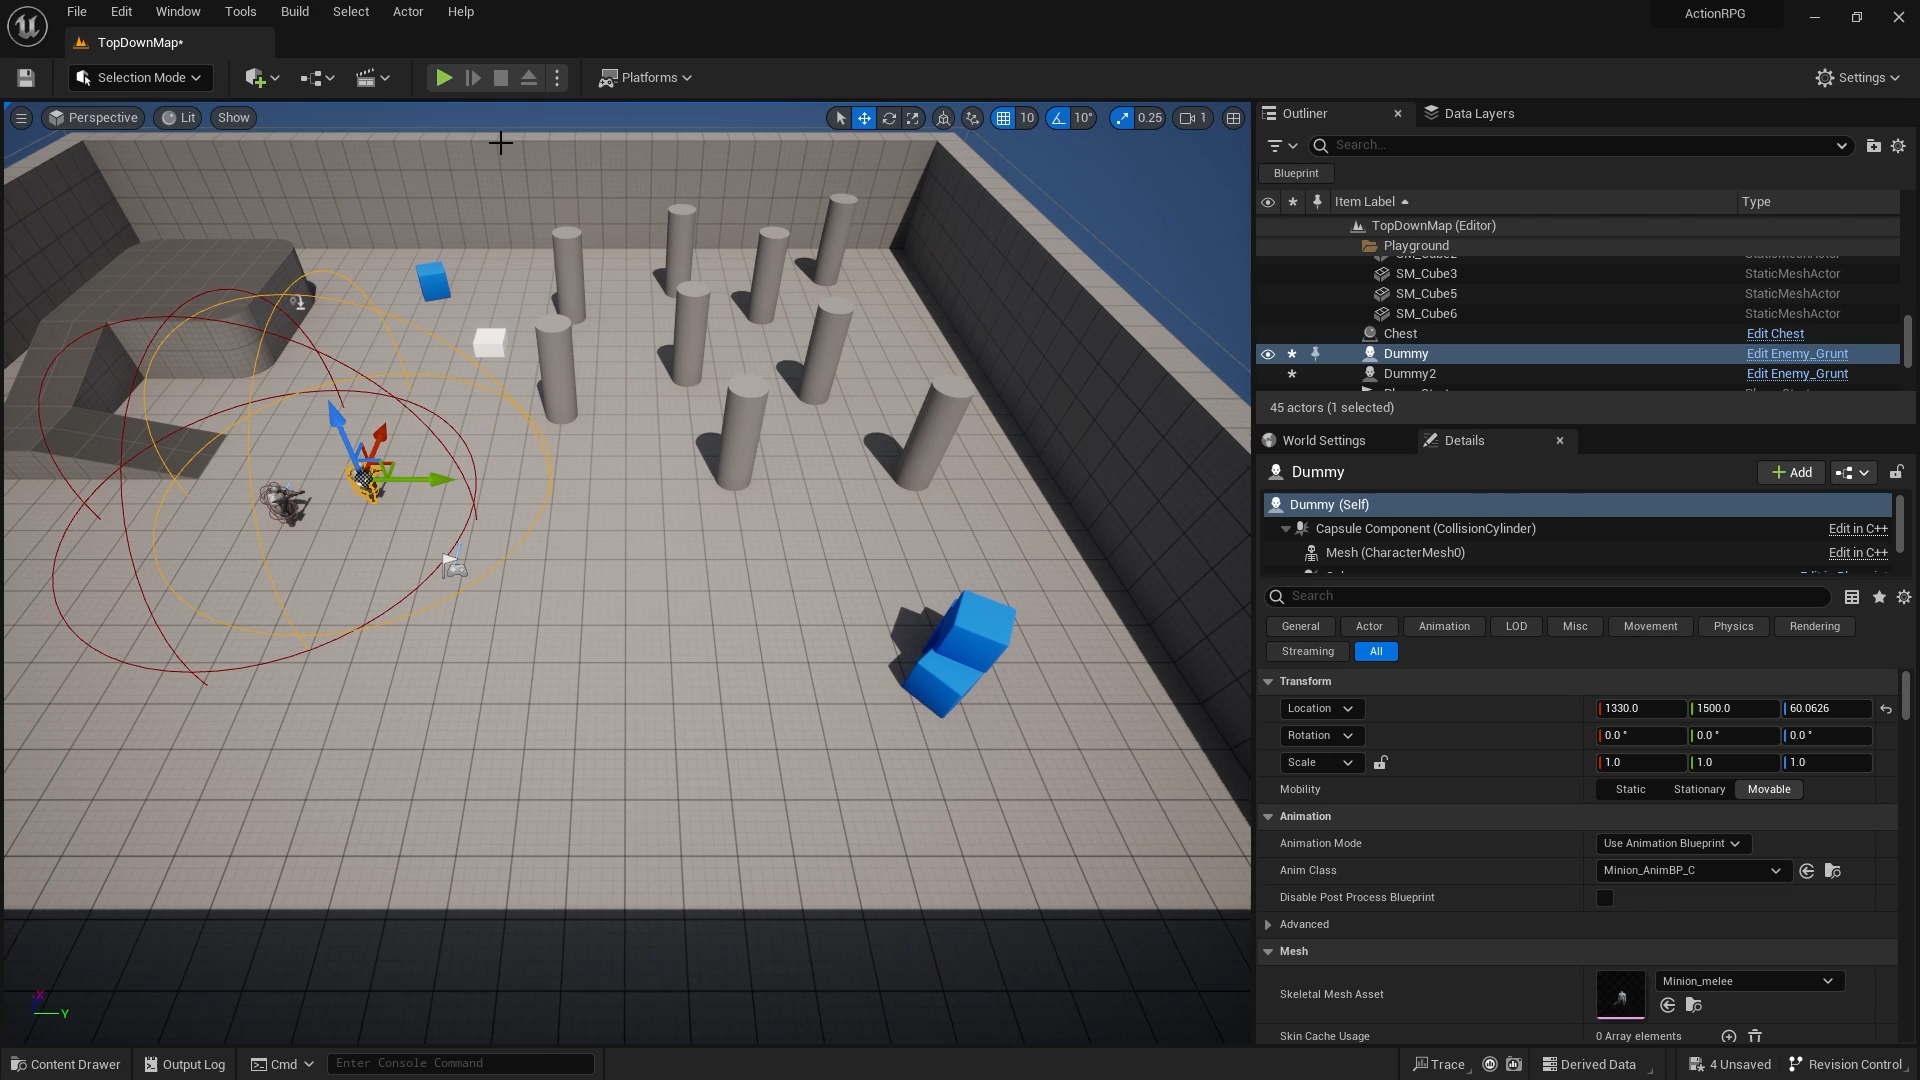 File Edit Window Tools Build Select Actor Help
ActionRPG
TopDownMap*
Selection Mode
Platforms
Settings
Perspective Lit Show
10 10° 0.25 1
Outliner
Data Layers
Search...
Blueprint
Item Label Type
TopDownMap (Editor)
Playground
SM_Cube2 StaticMeshActor
SM_Cube3 StaticMeshActor
SM_Cube5 StaticMeshActor
SM_Cube6 StaticMeshActor
Chest Edit Chest
Dummy Edit Enemy_Grunt
Dummy2 Edit Enemy_Grunt
45 actors (1 selected)
World Settings
Details
Dummy
Add
Dummy (Self)
Capsule Component (CollisionCylinder) Edit in C++
Mesh (CharacterMesh0) Edit in C++
Search
General Actor Animation LOD Misc Movement Physics Rendering
Streaming All
Transform
Location 1330.0 1500.0 60.0626
Rotation 0.0 ° 0.0 ° 0.0 °
Scale 1.0 1.0 1.0
Mobility Static Stationary Movable
Animation
Animation Mode Use Animation Blueprint
Anim Class Minion_AnimBP_C
Disable Post Process Blueprint
Advanced
Mesh
Skeletal Mesh Asset Minion_melee
Skin Cache Usage 0 Array elements
X
Y
Content Drawer Output Log Cmd Enter Console Command
Trace Derived Data 4 Unsaved Revision Control